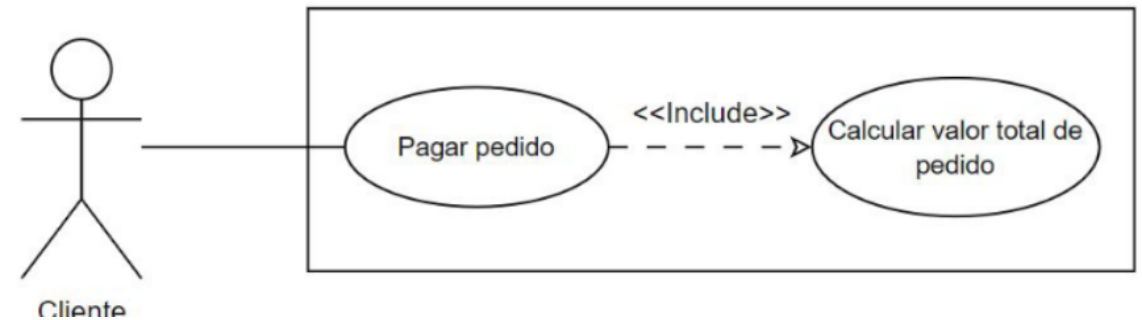 <<Include>>
Pagar pedido
Calcular valor total de
pedido
Cliente